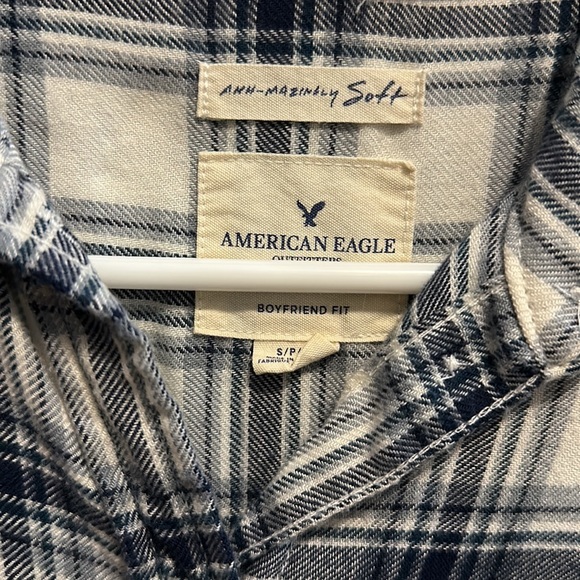 AHH-MAZINGLY Soft
AMERICAN EAGLE
OUTFITTERS
BOYFRIEND FIT
S/P/